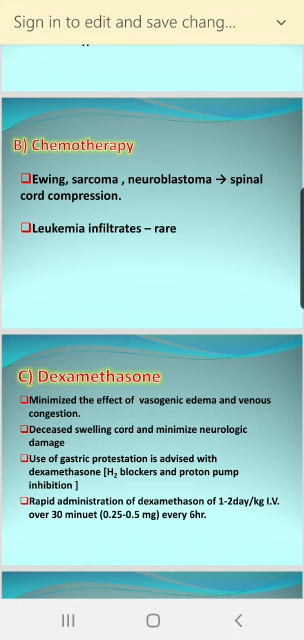 Sign in to edit and save chang...
B) Chemotherapy
Ewing, sarcoma , neuroblastoma → spinal
cord compression.
Leukemia infiltrates – rare
C) Dexamethasone
Minimized the effect of vasogenic edema and venous
congestion.
Deceased swelling cord and minimize neurologic
damage
Use of gastric protestation is advised with
dexamethasone [H₂ blockers and proton pump
inhibition ]
Rapid administration of dexamethason of 1-2day/kg I.V.
over 30 minuet (0.25-0.5 mg) every 6hr.